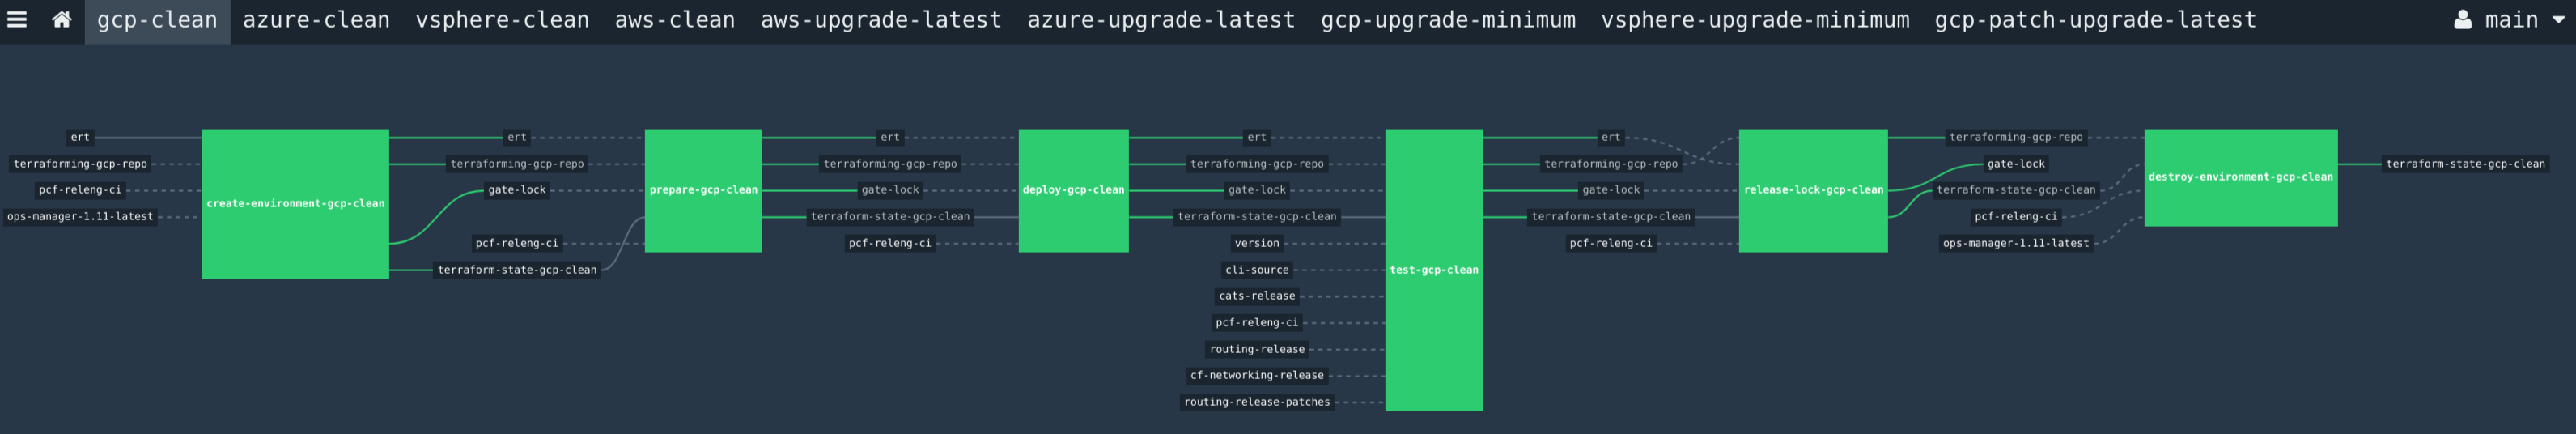 gcp-clean azure-clean vsphere-clean aws-clean aws-upgrade-latest azure-upgrade-latest gcp-upgrade-minimum vsphere-upgrade-minimum gcp-patch-upgrade-latest main
ert
terraforming-gcp-repo
pcf-releng-ci
ops-manager-1.11-latest
create-environment-gcp-clean
ert
terraforming-gcp-repo
gate-lock
pcf-releng-ci
terraform-state-gcp-clean
prepare-gcp-clean
ert
terraforming-gcp-repo
gate-lock
terraform-state-gcp-clean
pcf-releng-ci
deploy-gcp-clean
ert
terraforming-gcp-repo
gate-lock
terraform-state-gcp-clean
version
cli-source
cats-release
pcf-releng-ci
routing-release
cf-networking-release
routing-release-patches
test-gcp-clean
ert
terraforming-gcp-repo
gate-lock
terraform-state-gcp-clean
pcf-releng-ci
release-lock-gcp-clean
terraforming-gcp-repo
gate-lock
terraform-state-gcp-clean
pcf-releng-ci
ops-manager-1.11-latest
destroy-environment-gcp-clean
terraform-state-gcp-clean